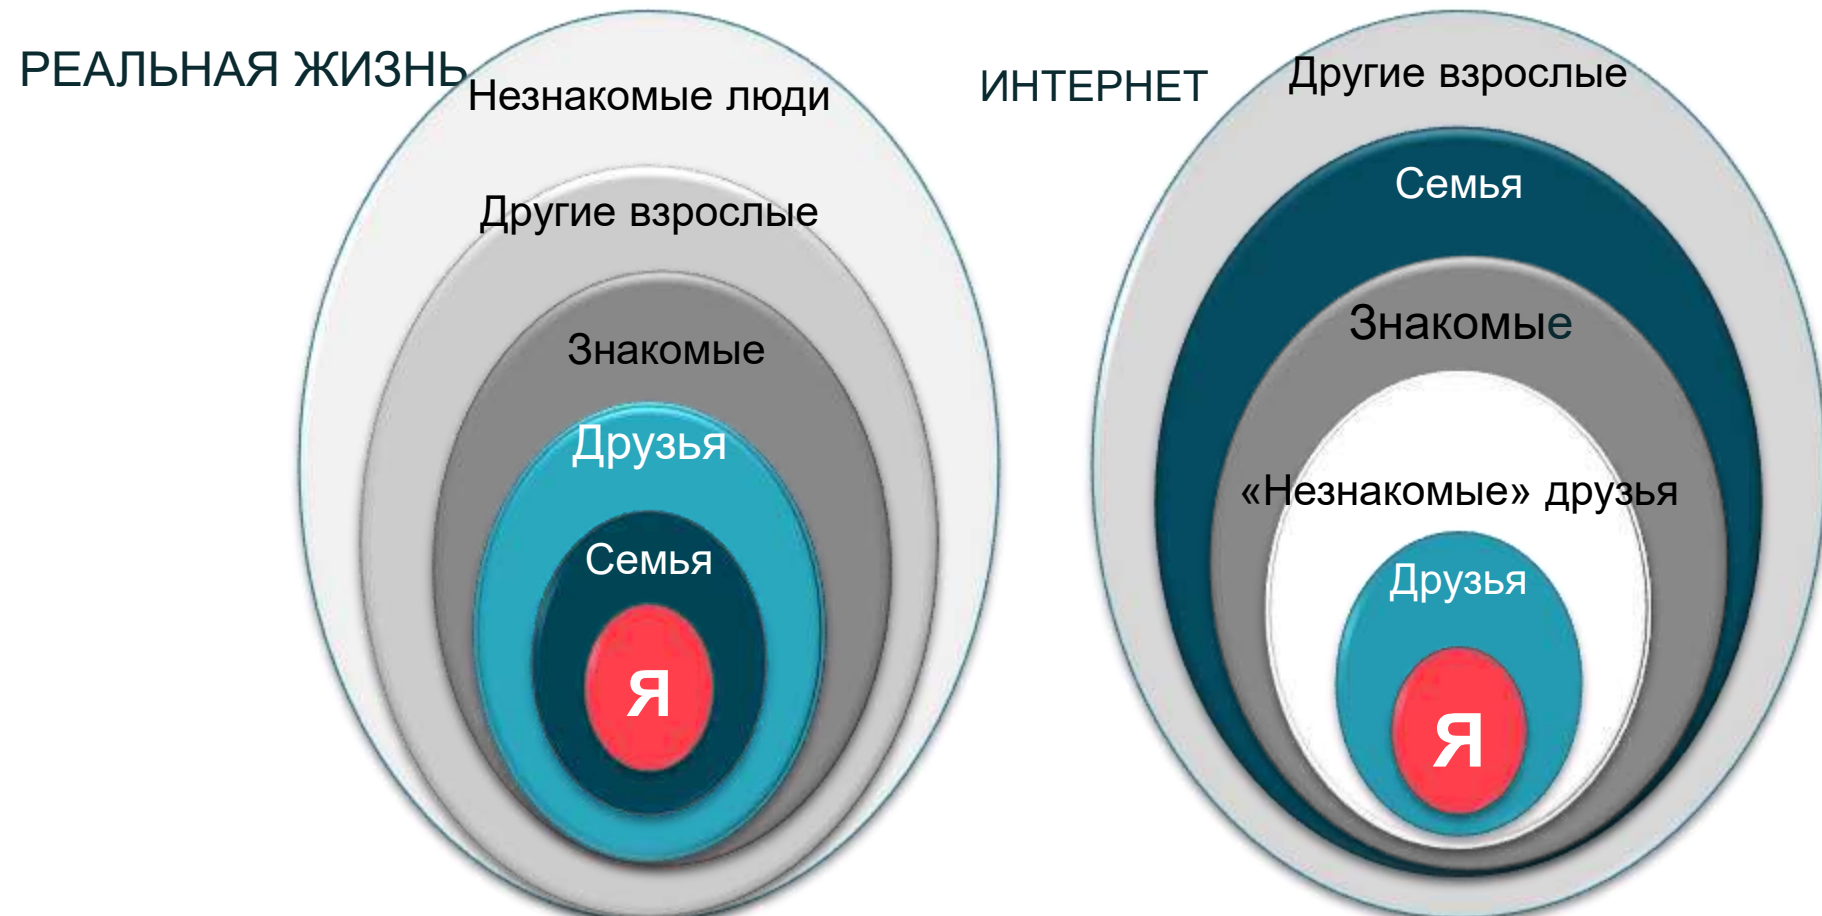 РЕАЛЬНАЯ ЖИЗНЬ
Незнакомые люди
Другие взрослые
Знакомые
Друзья
Семья
Я
ИНТЕРНЕТ
Другие взрослые
Семья
Знакомые
«Незнакомые» друзья
Друзья
Я